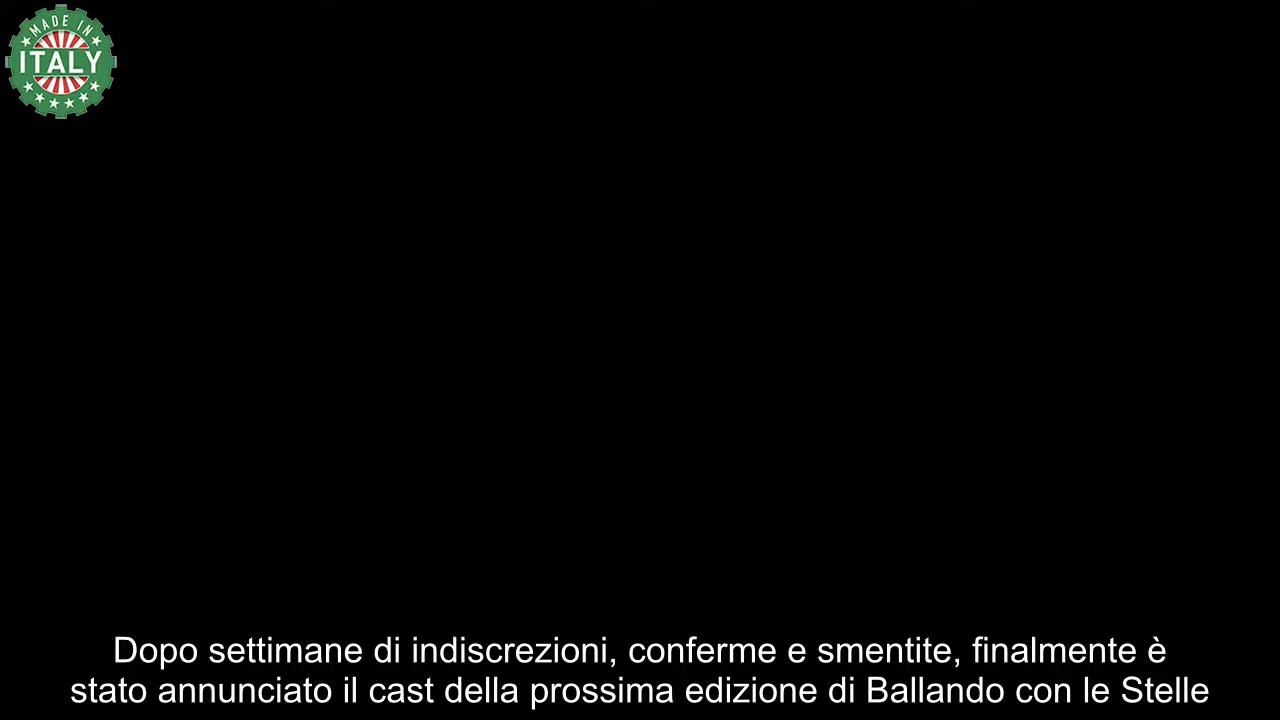 MADE IN
ITALY
Dopo settimane di indiscrezioni, conferme e smentite, finalmente è
stato annunciato il cast della prossima edizione di Ballando con le Stelle